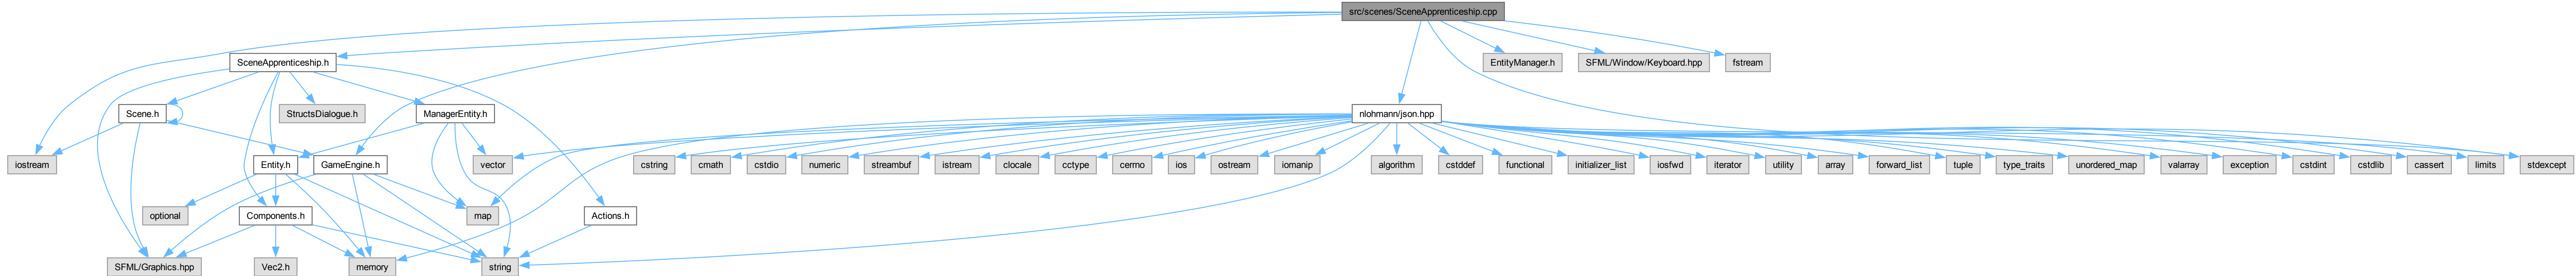 src/scenes/SceneApprenticeship.cpp
SceneApprenticeship.h
EntityManager.h
SFML/Window/Keyboard.hpp
fstream
Scene.h
StructsDialogue.h
ManagerEntity.h
nlohmann/json.hpp
iostream
Entity.h
GameEngine.h
vector
cstring
cmath
cstdio
numeric
streambuf
istream
clocale
cctype
cerrno
ios
ostream
iomanip
algorithm
cstddef
functional
initializer_list
iosfwd
iterator
utility
array
forward_list
tuple
type_traits
unordered_map
valarray
exception
cstdint
cstdlib
cassert
limits
stdexcept
optional
Components.h
map
Actions.h
SFML/Graphics.hpp
Vec2.h
memory
string